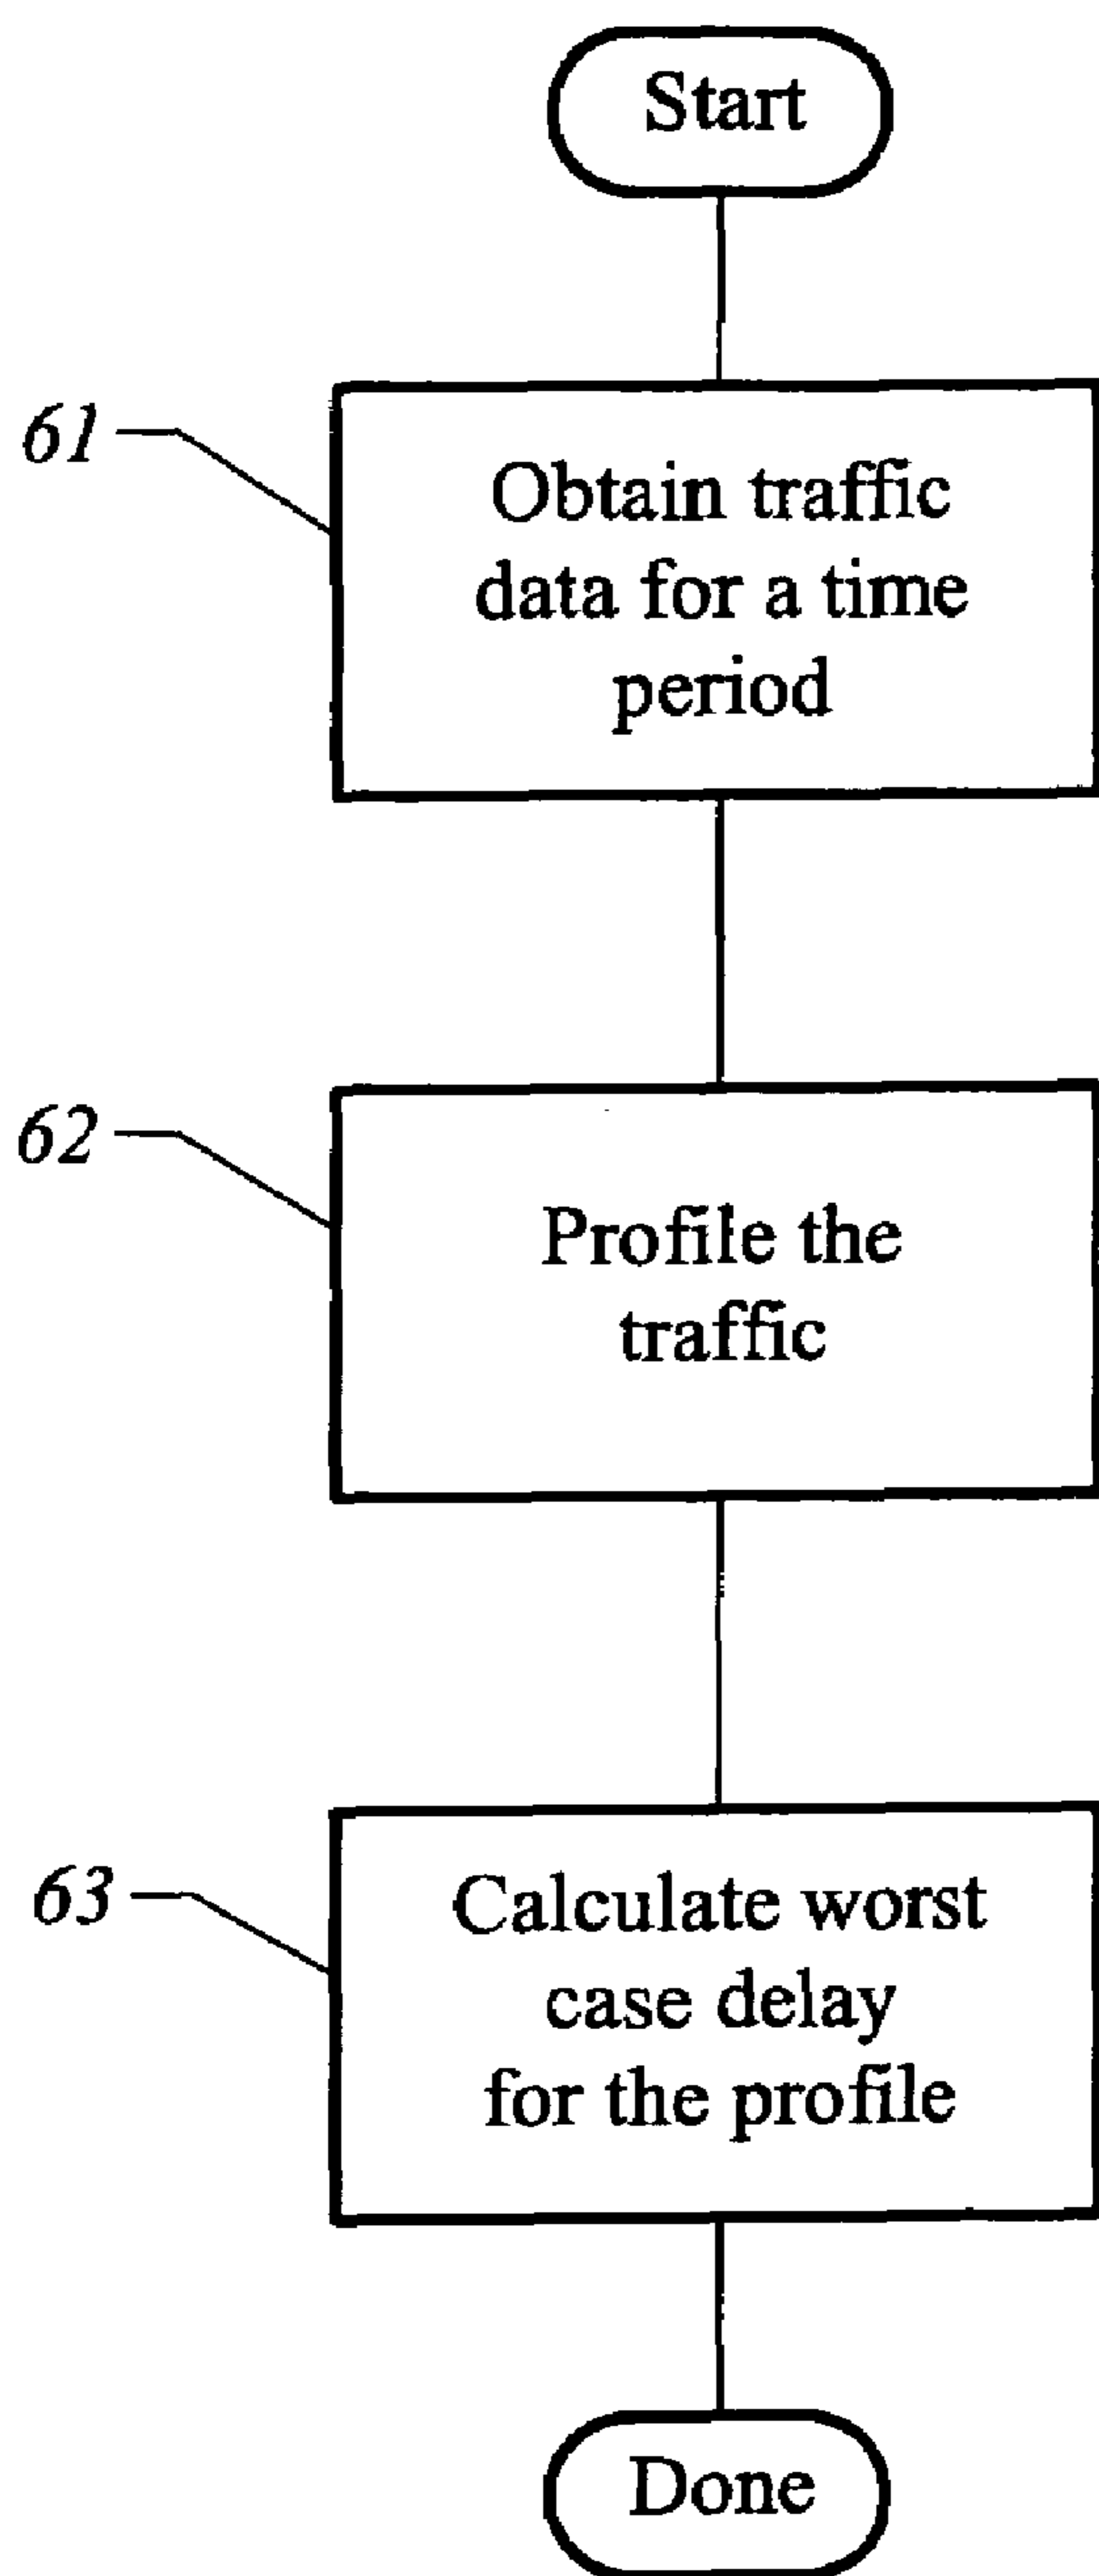 Start
61
Obtain traffic
data for a time
period
62
Profile the
traffic
63
Calculate worst
case delay
for the profile
Done